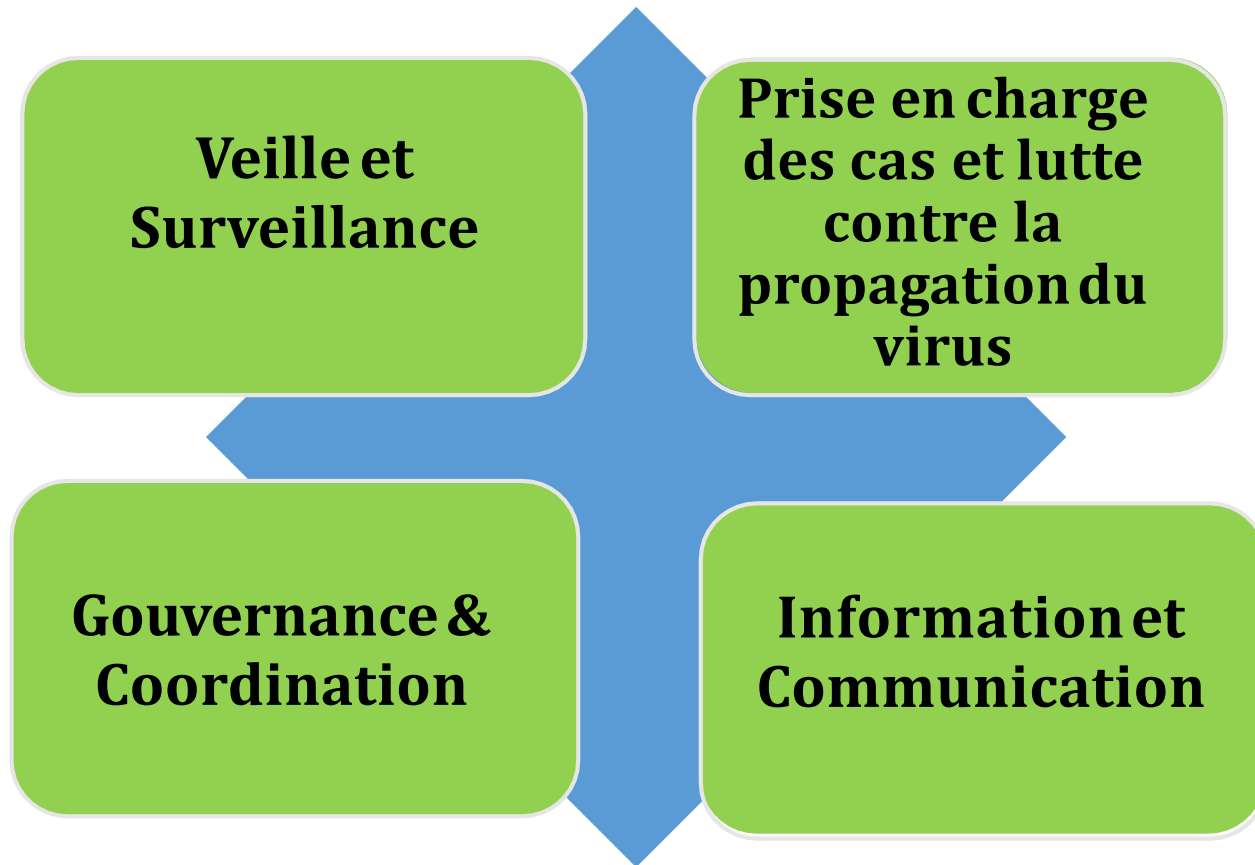 Veille et
Surveillance
Prise en charge
des cas et lutte
contre la
propagation du
virus
Gouvernance &
Coordination
Information et
Communication